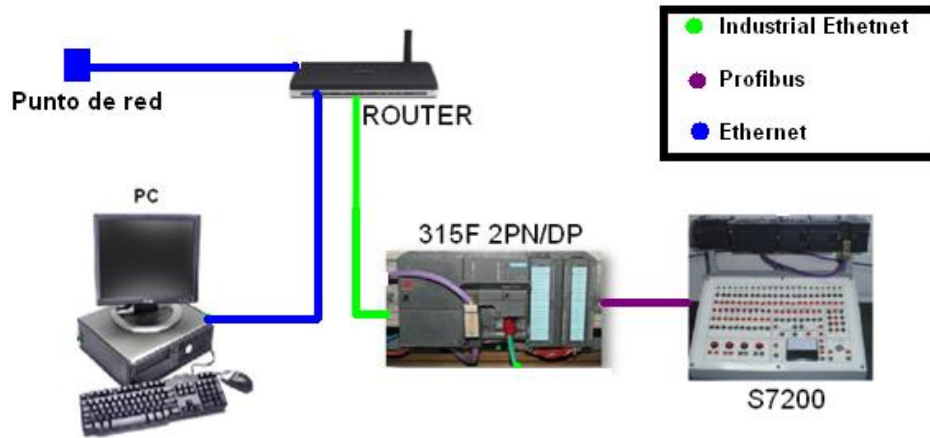 Industrial Ethetnet
Profibus
Ethernet
Punto de red
ROUTER
PC
315F 2PN/DP
S7200